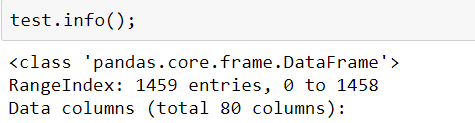 test.info();
<class 'pandas.core.frame.DataFrame'>
RangeIndex: 1459 entries, 0 to 1458
Data columns (total 80 columns):